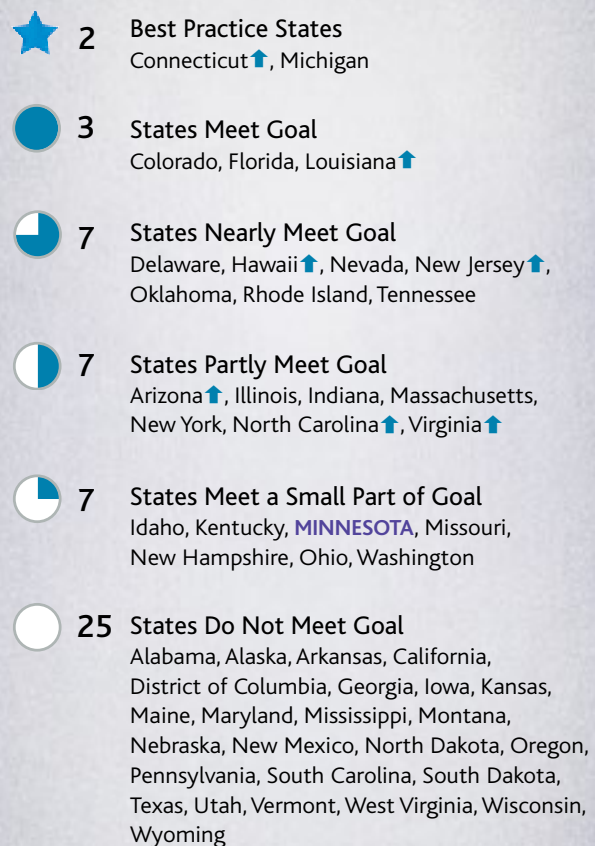 2 Best Practice States
Connecticut⬆, Michigan
3 States Meet Goal
Colorado, Florida, Louisiana⬆
7 States Nearly Meet Goal
Delaware, Hawaii⬆, Nevada, New Jersey⬆,
Oklahoma, Rhode Island, Tennessee
7 States Partly Meet Goal
Arizona⬆, Illinois, Indiana, Massachusetts,
New York, North Carolina⬆, Virginia⬆
7 States Meet a Small Part of Goal
Idaho, Kentucky, MINNESOTA, Missouri,
New Hampshire, Ohio, Washington
25 States Do Not Meet Goal
Alabama, Alaska, Arkansas, California,
District of Columbia, Georgia, Iowa, Kansas,
Maine, Maryland, Mississippi, Montana,
Nebraska, New Mexico, North Dakota, Oregon,
Pennsylvania, South Carolina, South Dakota,
Texas, Utah, Vermont, West Virginia, Wisconsin,
Wyoming